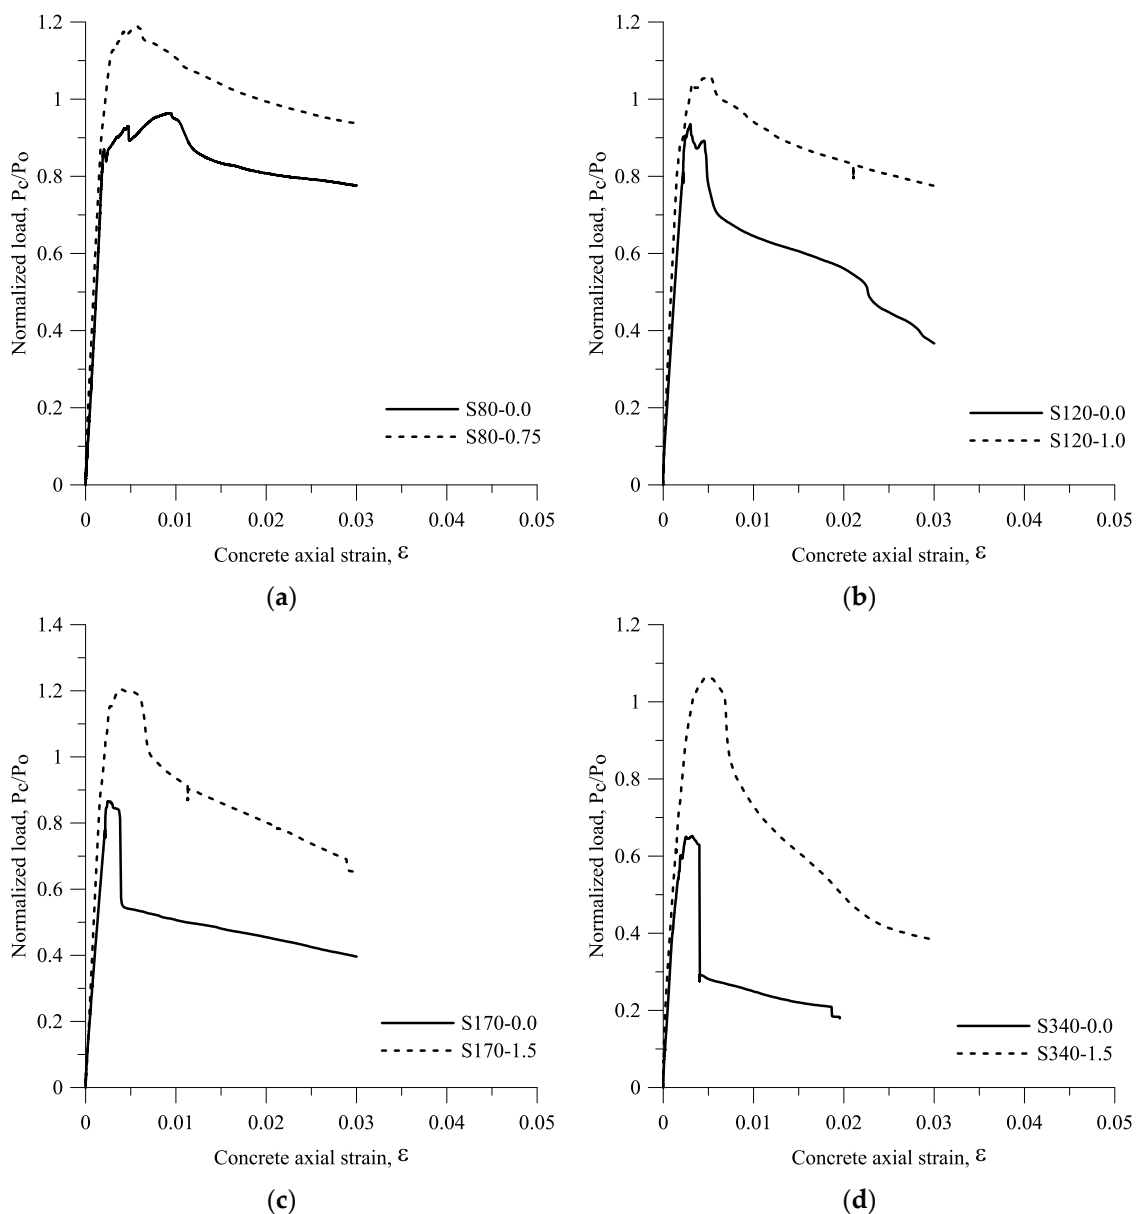 1.2
1
0.8
0.6
0.4
0.2
0
Normalized load, Pc/Po
S80-0.0
S80-0.75
0 0.01 0.02 0.03 0.04 0.05
Concrete axial strain, ε
(a)
1.2
1
0.8
0.6
0.4
0.2
0
Normalized load, Pc/Po
S120-0.0
S120-1.0
0 0.01 0.02 0.03 0.04 0.05
Concrete axial strain, ε
(b)
1.4
1.2
1
0.8
0.6
0.4
0.2
0
Normalized load, Pc/Po
S170-0.0
S170-1.5
0 0.01 0.02 0.03 0.04 0.05
Concrete axial strain, ε
(c)
1.2
1
0.8
0.6
0.4
0.2
0
Normalized load, Pc/Po
S340-0.0
S340-1.5
0 0.01 0.02 0.03 0.04 0.05
Concrete axial strain, ε
(d)